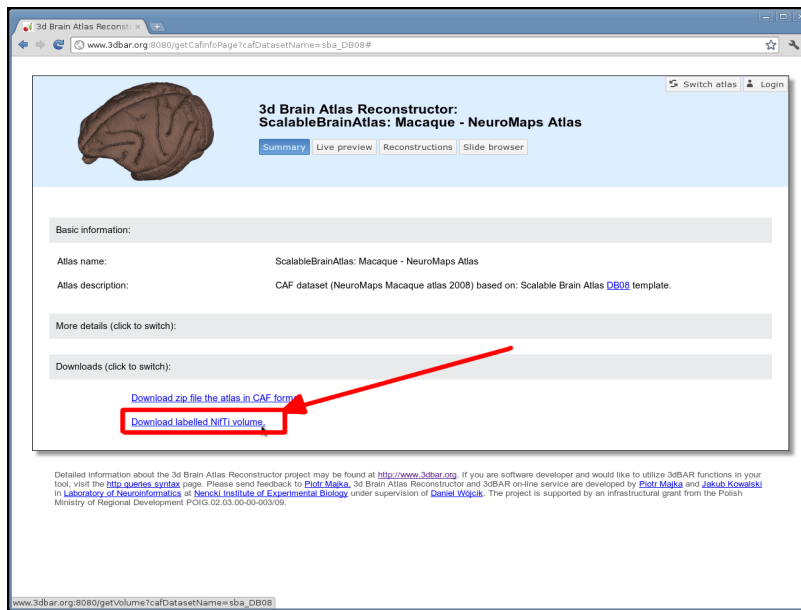 3d Brain Atlas Reconst
www.3dbar.org:8080/getCafInfoPage?cafDatasetName=sba_DB08#
Switch atlas Login
3d Brain Atlas Reconstructor:
ScalableBrainAtlas: Macaque - NeuroMaps Atlas
Summary Live preview Reconstructions Slide browser
Basic information:
Atlas name: ScalableBrainAtlas: Macaque - NeuroMaps Atlas
Atlas description: CAF dataset (NeuroMaps Macaque atlas 2008) based on: Scalable Brain Atlas DB08 template.
More details (click to switch):
Downloads (click to switch):
Download zip file the atlas in CAF form
Download labelled NifTi volume.
Detailed information about the 3d Brain Atlas Reconstructor project may be found at http://www.3dbar.org. If you are software developer and would like to utilize 3dBAR functions in your
tool, visit the http queries syntax page. Please send feedback to Piotr Majka. 3d Brain Atlas Reconstructor and 3dBAR on-line service are developed by Piotr Majka and Jakub Kowalski
in Laboratory of Neuroinformatics at Nencki Institute of Experimental Biology under supervision of Daniel Wójcik. The project is supported by an infrastructural grant from the Polish
Ministry of Regional Development POIG.02.03.00-00-003/09.
www.3dbar.org:8080/getVolume?cafDatasetName=sba_DB08